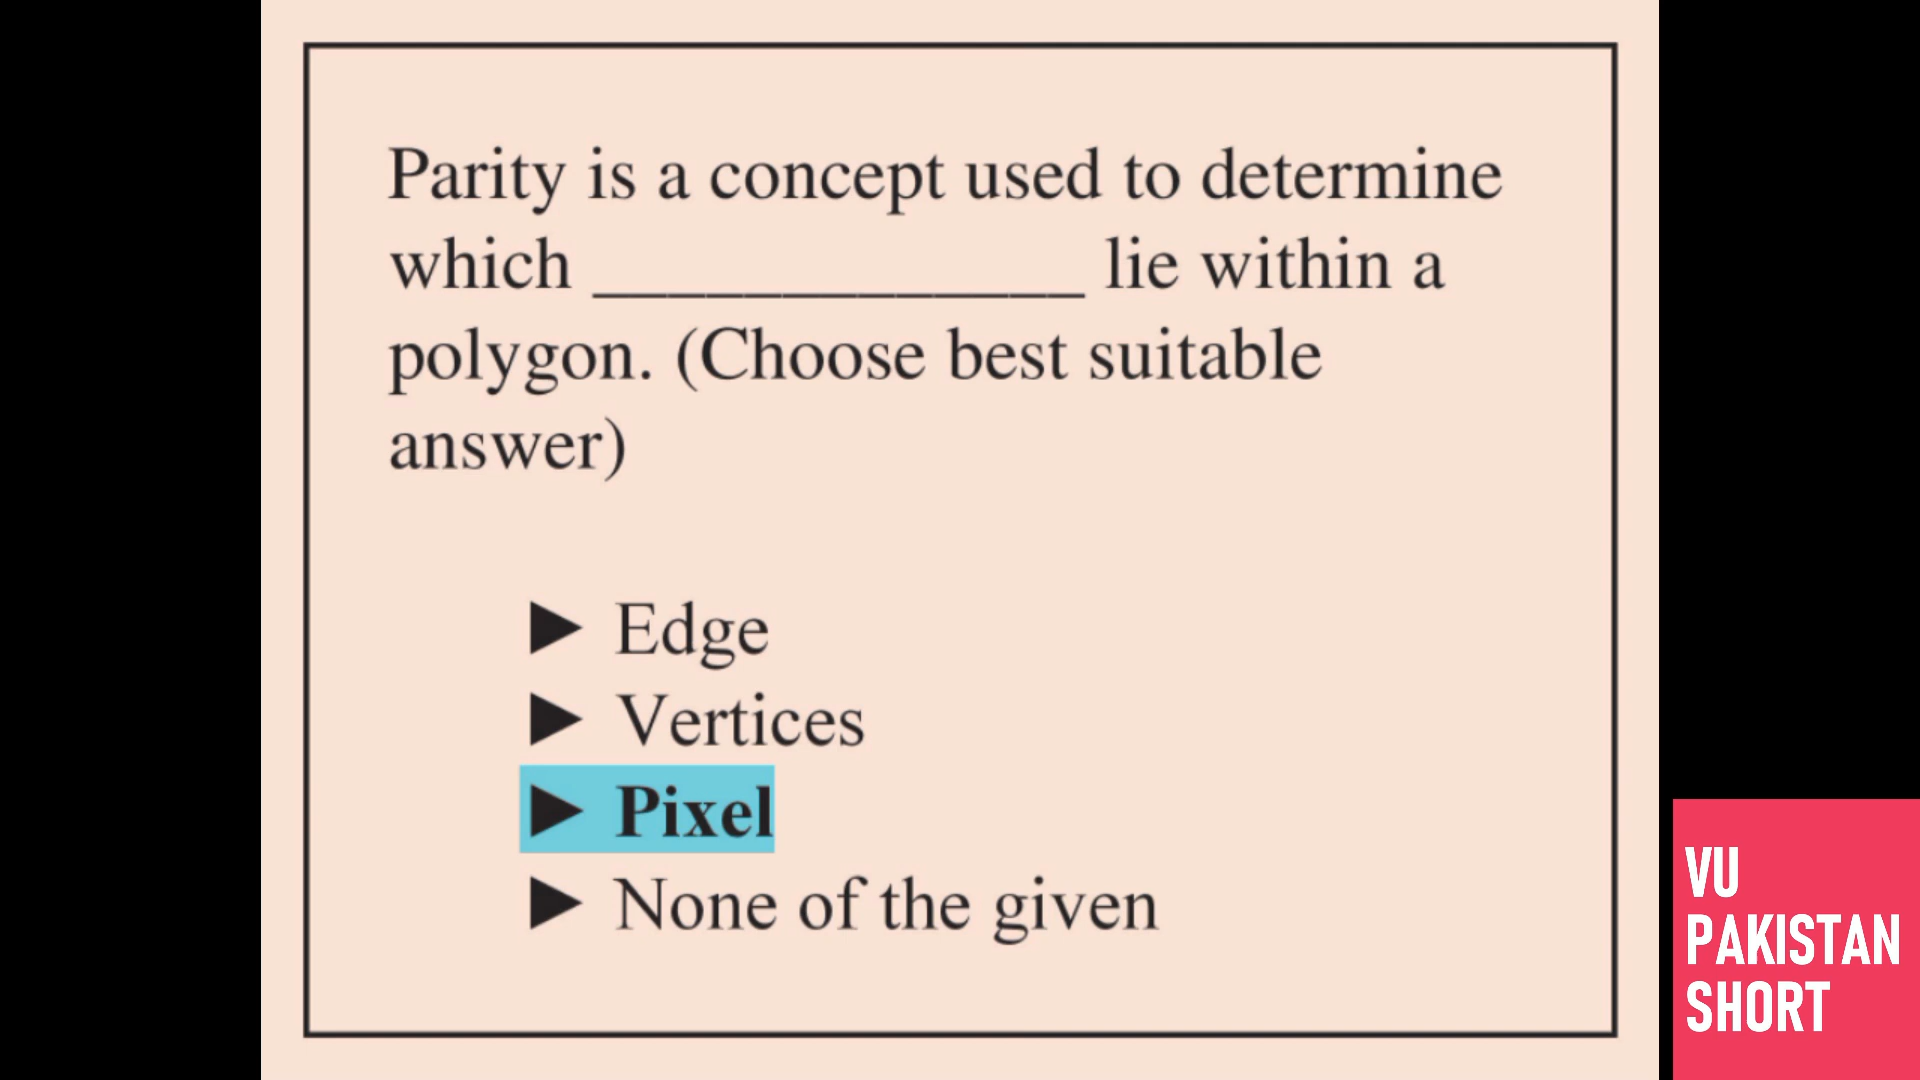 Parity is a concept used to determine
which _____________ lie within a
polygon. (Choose best suitable
answer)
► Edge
► Vertices
► Pixel
► None of the given
VU
PAKISTAN
SHORT